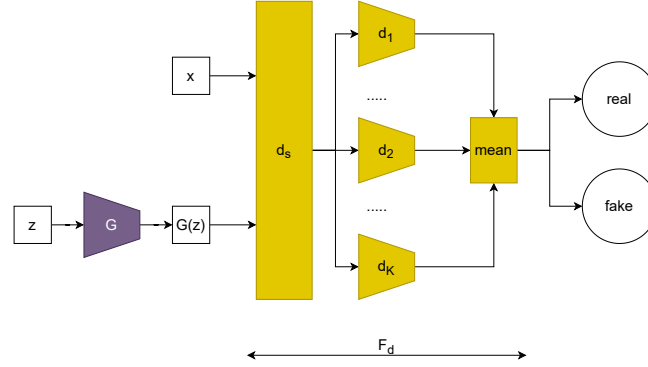 d1
x
.....
real
ds
d2
mean
.....
z
G
G(z)
fake
dK
Fd